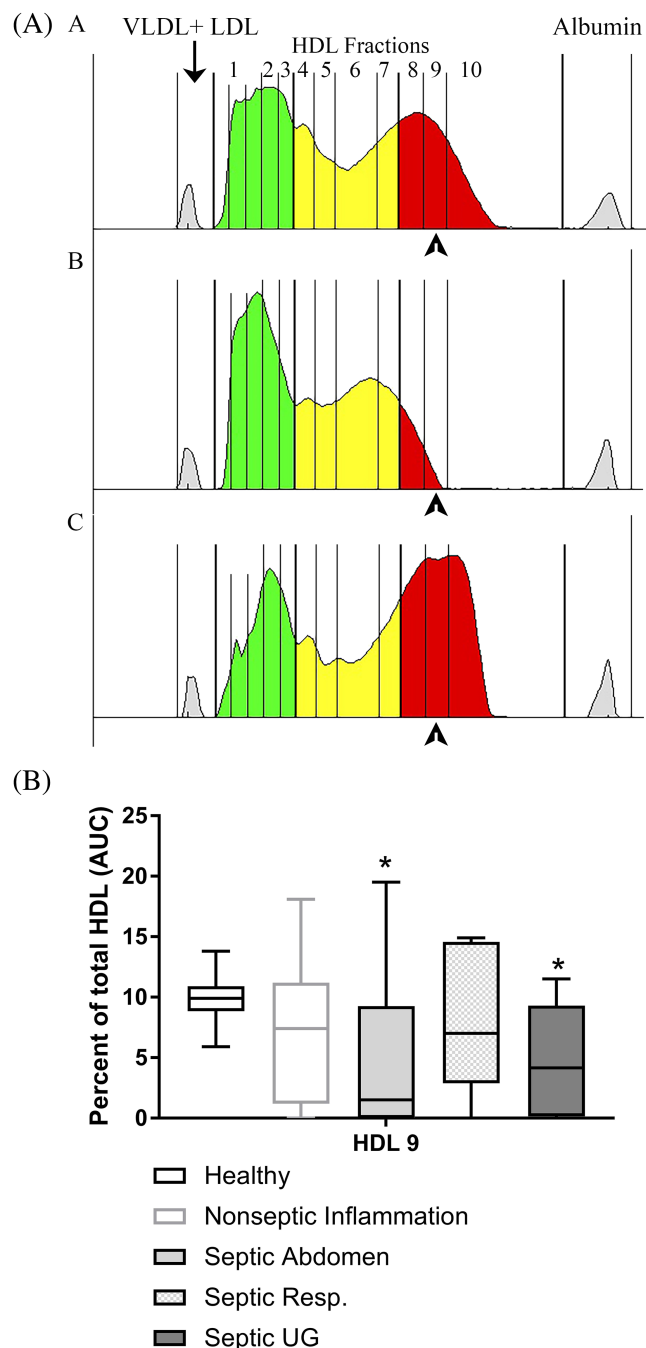 (A) A VLDL+ LDL Albumin
HDL Fractions
1 2 3 4 5 6 7 8 9 10
B
C
(B)
Percent of total HDL (AUC)
25
20
15
10
5
0
* *
HDL 9
Healthy
Nonseptic Inflammation
Septic Abdomen
Septic Resp.
Septic UG